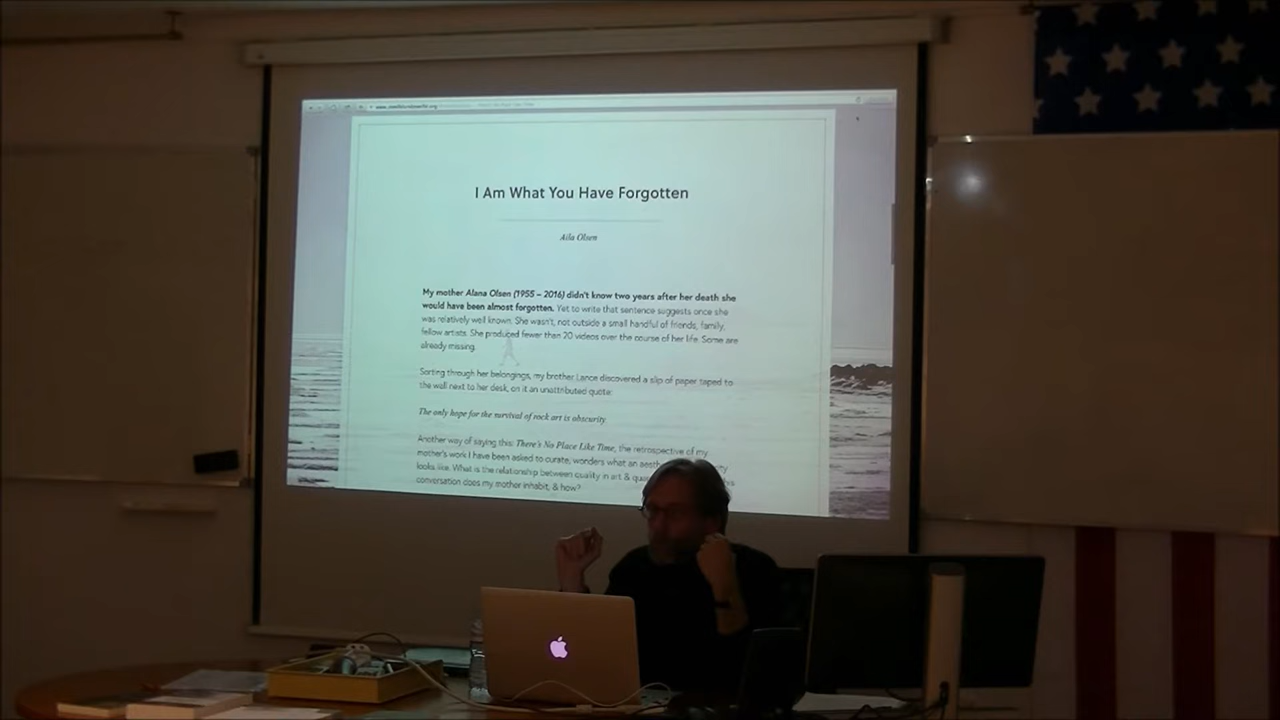 I Am What You Have Forgotten
Aila Olsen
My mother Alana Olsen (1955 – 2016) didn't know two years after her death she
would have been almost forgotten. Yet to write that sentence suggests once she
was relatively well known. She wasn't, not outside a small handful of friends, family,
fellow artists. She produced fewer than 20 videos over the course of her life. Some are
already missing.
Sorting through her belongings, my brother Lance discovered a slip of paper taped to
the wall next to her desk, on it an unattributed quote:
The only hope for the survival of rock art is obscurity.
Another way of saying this: There's No Place Like Time, the retrospective of my
mother's work I have been asked to curate, wonders what an
looks like. What is the relationship between quality in art &
conversation does my mother inhabit, & how?